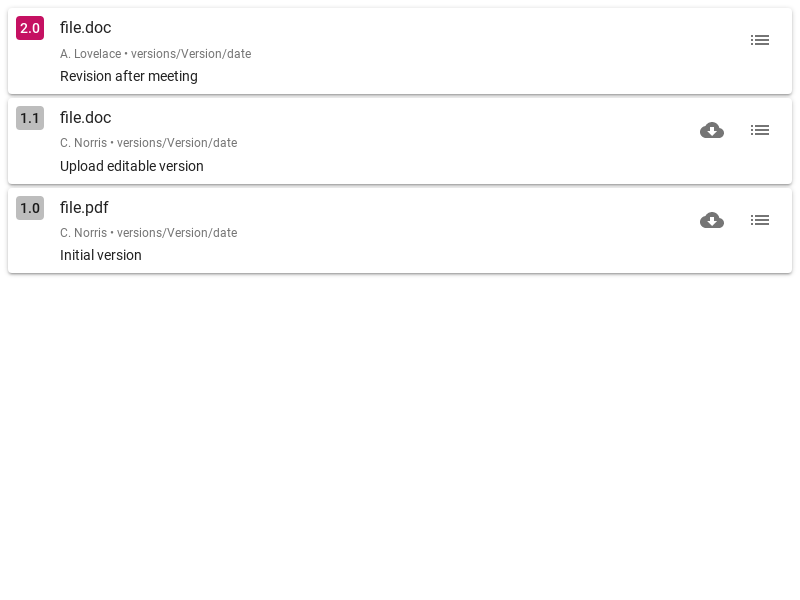 2.0
file.doc
A. Lovelace • versions/Version/date
Revision after meeting
1.1
file.doc
C. Norris • versions/Version/date
Upload editable version
1.0
file.pdf
C. Norris • versions/Version/date
Initial version